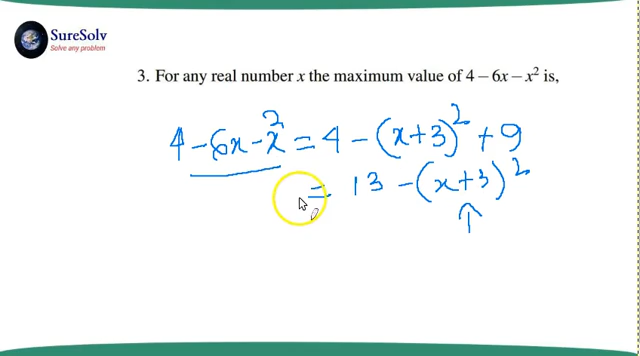 SureSolv
Solve any problem
3. For any real number x the maximum value of 4 − 6x − x² is,
4 − 6x − x² = 4 − (x+3)² + 9
= 13 − (x+3)²